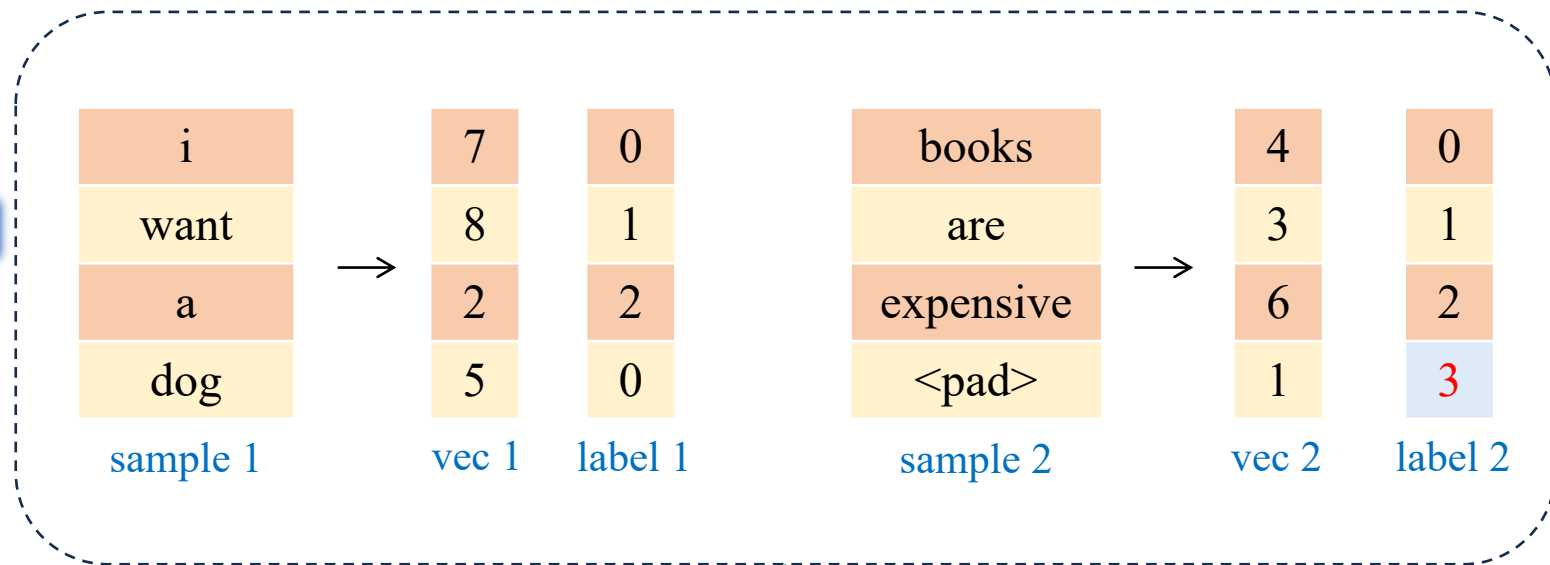 i 7 0 books 4 0
want 8 1 are 3 1
a 2 2 expensive 6 2
dog 5 0 <pad> 1 3
sample 1 vec 1 label 1 sample 2 vec 2 label 2